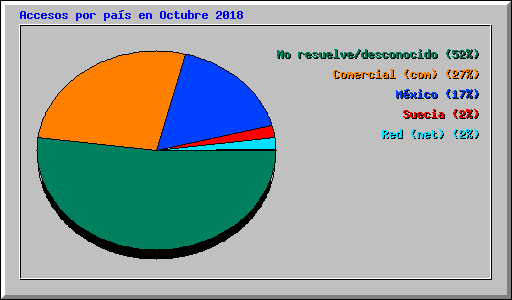 Accesos por país en Octubre 2018
No resuelve/desconocido (52%)
Comercial (com) (27%)
México (17%)
Suecia (2%)
Red (net) (2%)